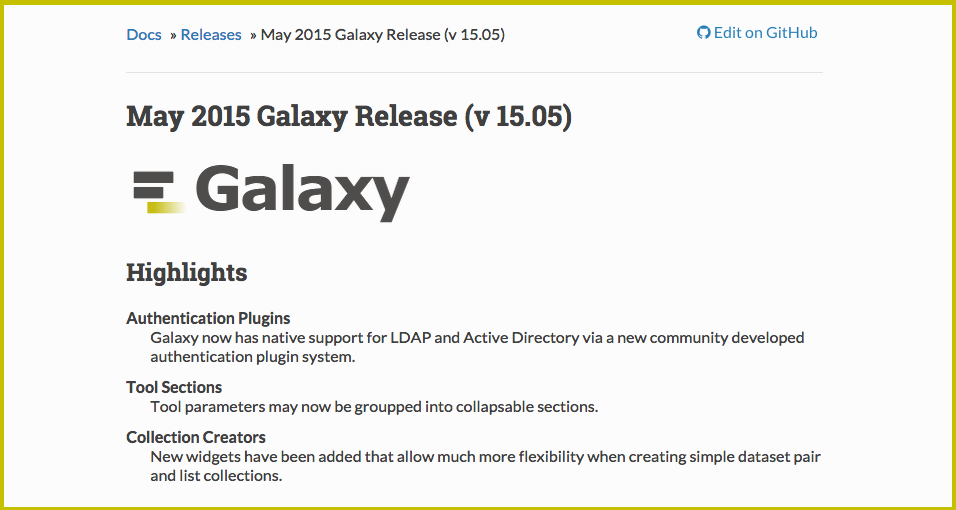 Docs » Releases » May 2015 Galaxy Release (v 15.05)
Edit on GitHub
May 2015 Galaxy Release (v 15.05)
Galaxy
Highlights
Authentication Plugins
Galaxy now has native support for LDAP and Active Directory via a new community developed
authentication plugin system.
Tool Sections
Tool parameters may now be groupped into collapsable sections.
Collection Creators
New widgets have been added that allow much more flexibility when creating simple dataset pair
and list collections.